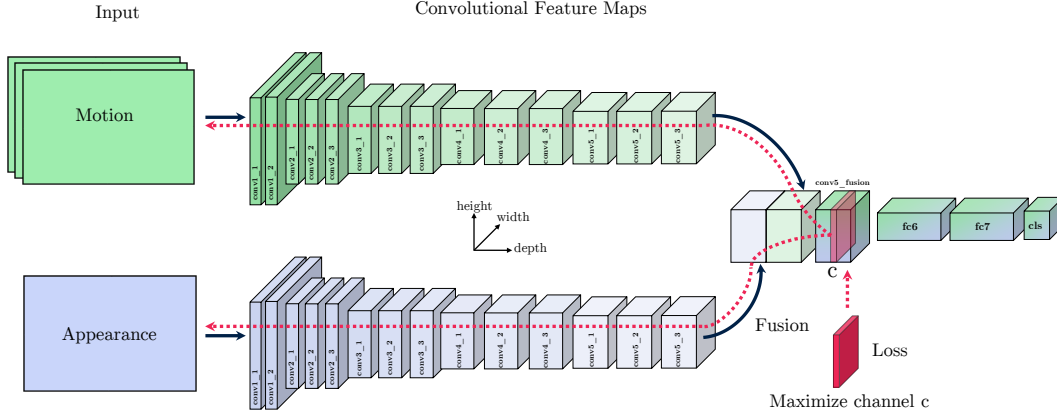 Input
Convolutional Feature Maps
Motion
conv1_1
conv1_2
conv2_1
conv2_2
conv2_3
conv3_1
conv3_2
conv3_3
conv4_1
conv4_2
conv4_3
conv5_1
conv5_2
conv5_3
conv5_fusion
height
width
depth
fc6
fc7
cls
c
Appearance
conv1_1
conv1_2
conv2_1
conv2_2
conv2_3
conv3_1
conv3_2
conv3_3
conv4_1
conv4_2
conv4_3
conv5_1
conv5_2
conv5_3
Fusion
Loss
Maximize channel c